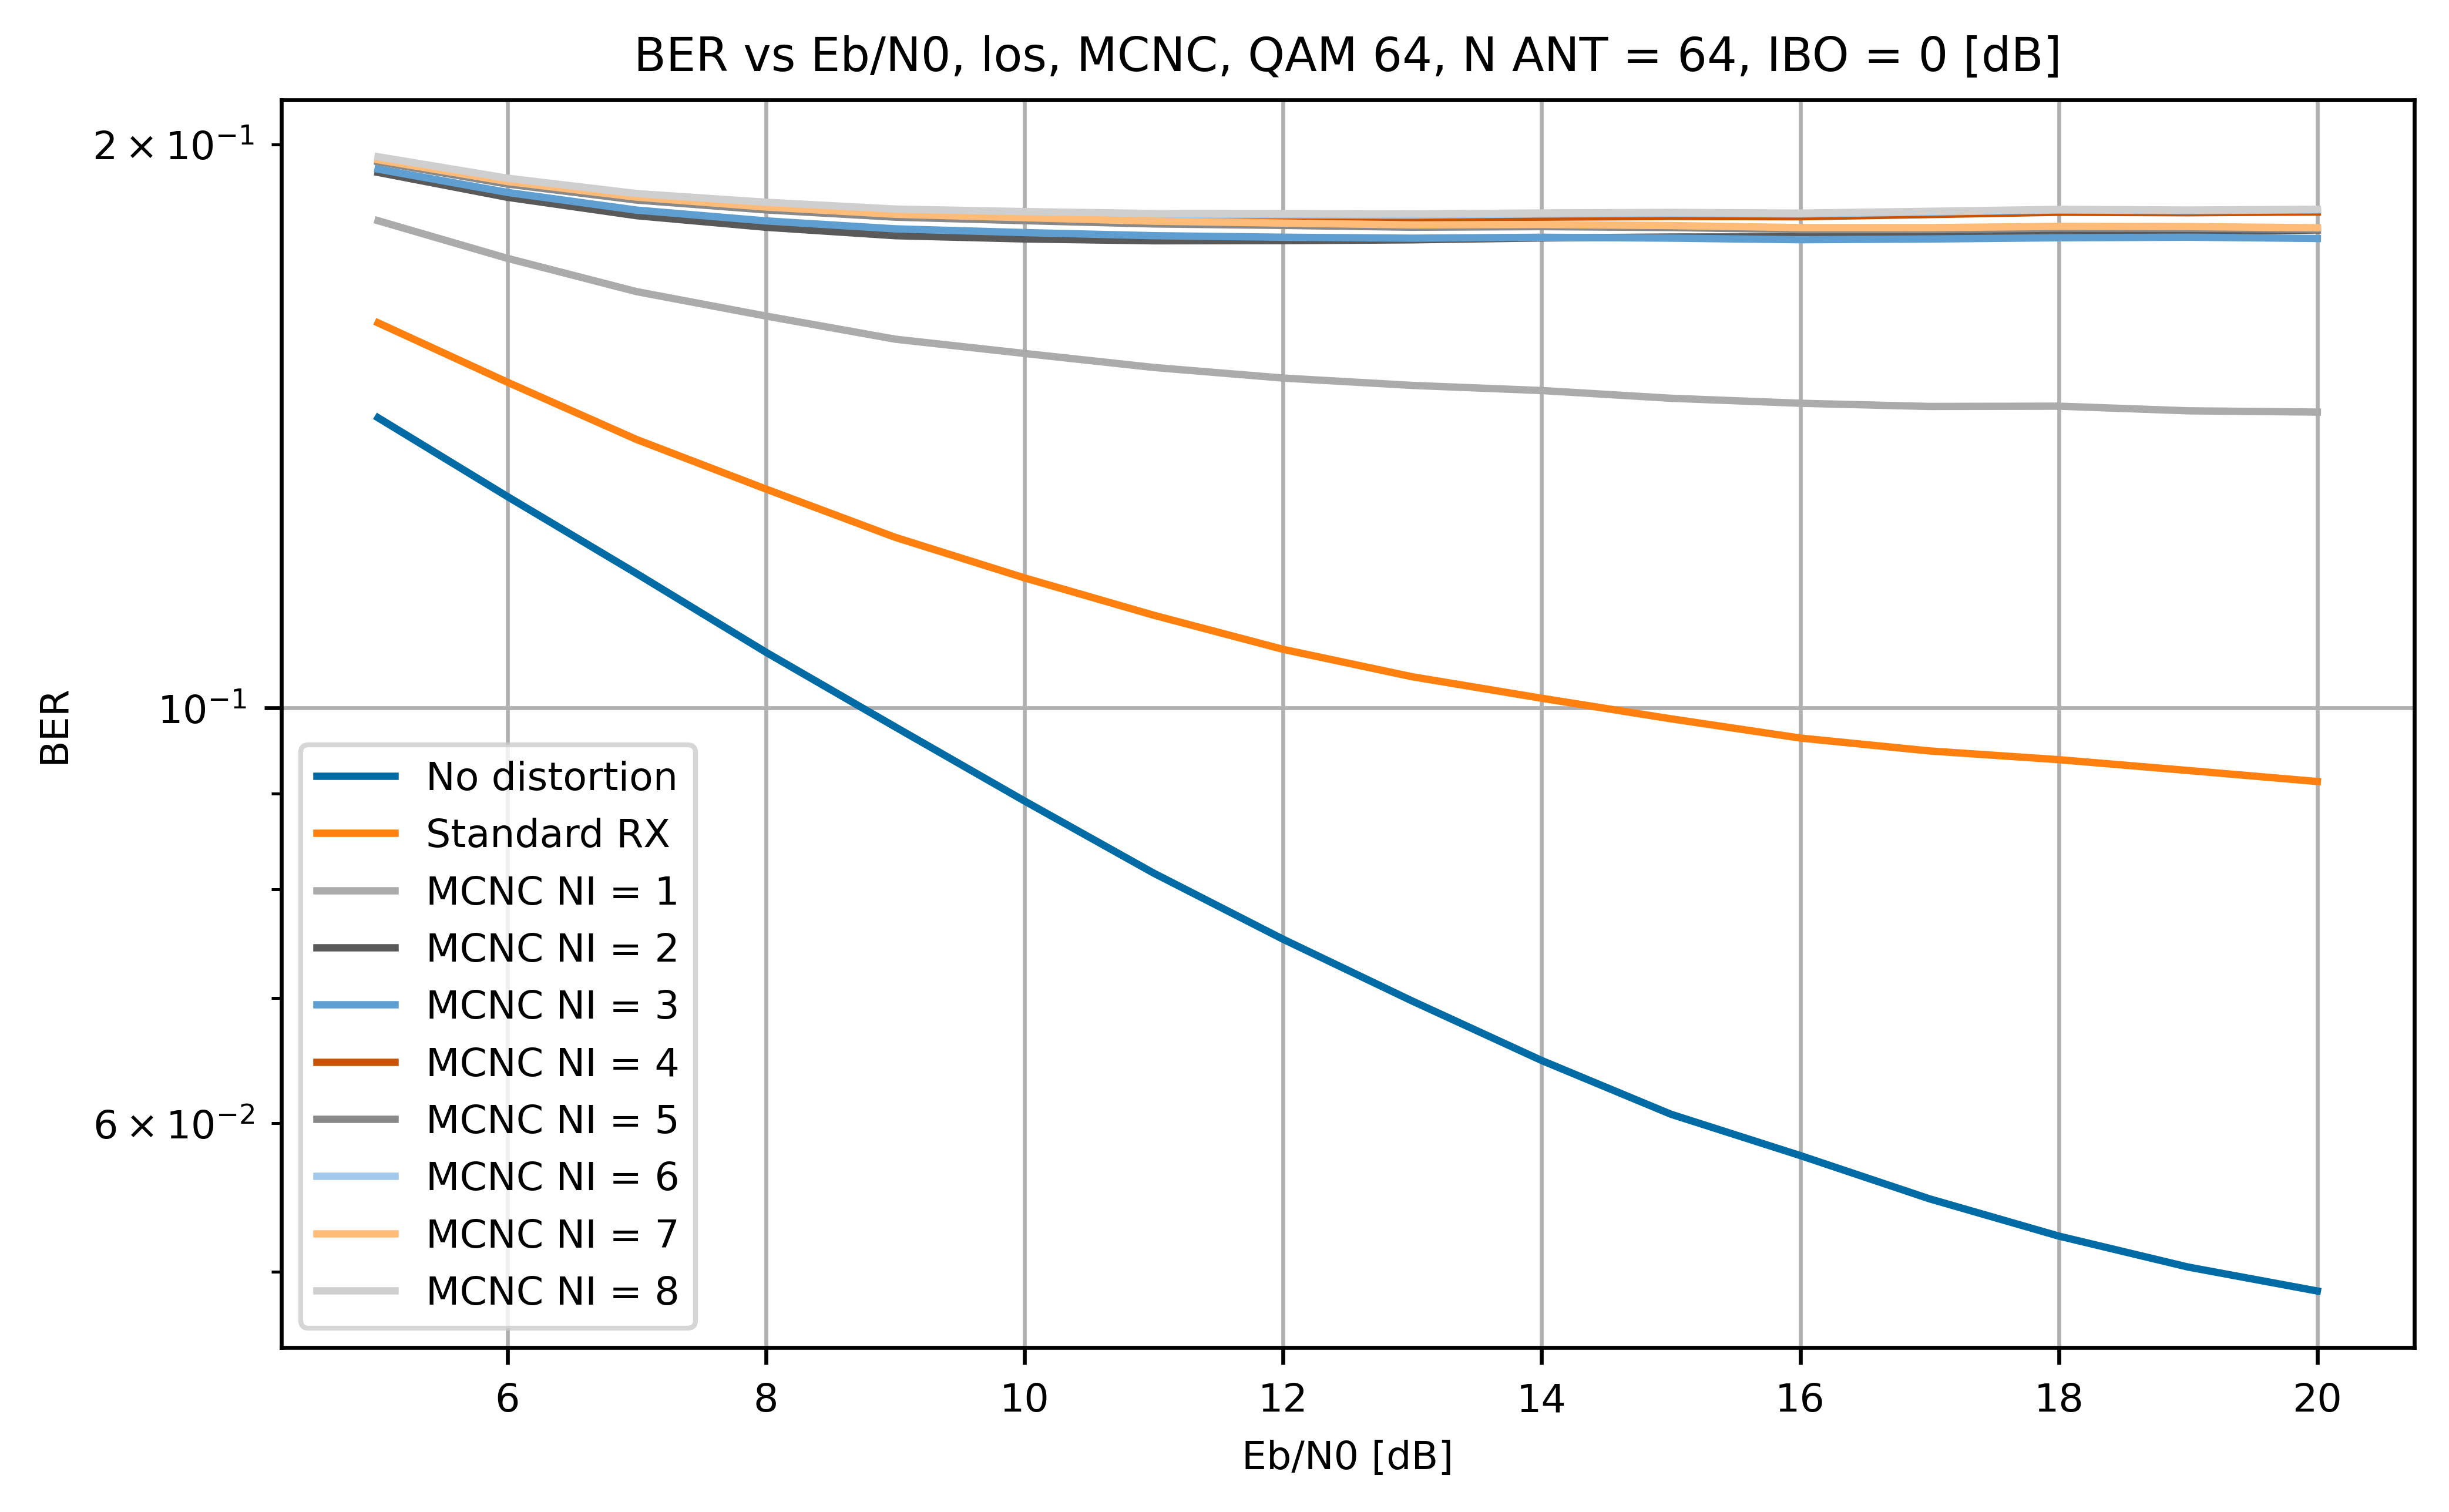 BER vs Eb/N0, los, MCNC, QAM 64, N ANT = 64, IBO = 0 [dB]
2 × 10⁻¹
10⁻¹
6 × 10⁻²
BER
No distortion
Standard RX
MCNC NI = 1
MCNC NI = 2
MCNC NI = 3
MCNC NI = 4
MCNC NI = 5
MCNC NI = 6
MCNC NI = 7
MCNC NI = 8
6 8 10 12 14 16 18 20
Eb/N0 [dB]